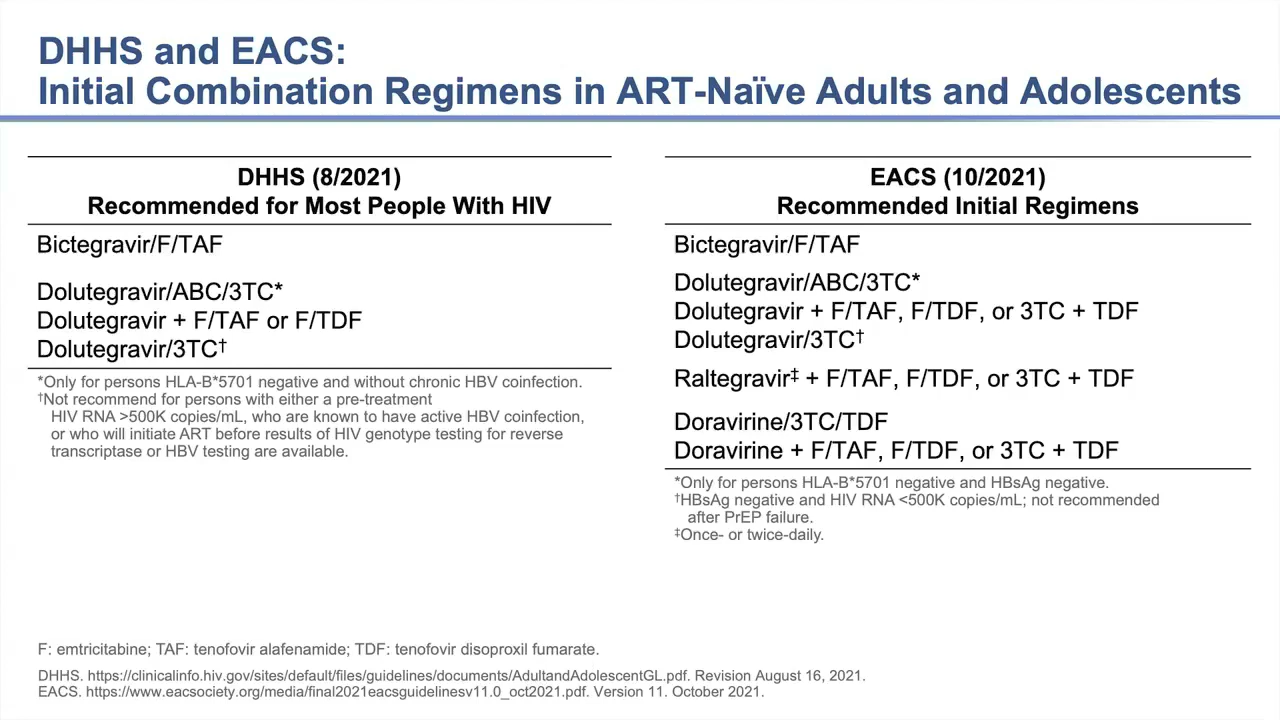 DHHS and EACS:
Initial Combination Regimens in ART-Naïve Adults and Adolescents
DHHS (8/2021)
Recommended for Most People With HIV
Bictegravir/F/TAF
Dolutegravir/ABC/3TC*
Dolutegravir + F/TAF or F/TDF
Dolutegravir/3TC†
*Only for persons HLA-B*5701 negative and without chronic HBV coinfection.
†Not recommend for persons with either a pre-treatment
HIV RNA >500K copies/mL, who are known to have active HBV coinfection,
or who will initiate ART before results of HIV genotype testing for reverse
transcriptase or HBV testing are available.
EACS (10/2021)
Recommended Initial Regimens
Bictegravir/F/TAF
Dolutegravir/ABC/3TC*
Dolutegravir + F/TAF, F/TDF, or 3TC + TDF
Dolutegravir/3TC†
Raltegravir‡ + F/TAF, F/TDF, or 3TC + TDF
Doravirine/3TC/TDF
Doravirine + F/TAF, F/TDF, or 3TC + TDF
*Only for persons HLA-B*5701 negative and HBsAg negative.
†HBsAg negative and HIV RNA <500K copies/mL; not recommended
after PrEP failure.
‡Once- or twice-daily.
F: emtricitabine; TAF: tenofovir alafenamide; TDF: tenofovir disoproxil fumarate.
DHHS. https://clinicalinfo.hiv.gov/sites/default/files/guidelines/documents/AdultandAdolescentGL.pdf. Revision August 16, 2021.
EACS. https://www.eacsociety.org/media/final2021eacsguidelinesv11.0_oct2021.pdf. Version 11. October 2021.